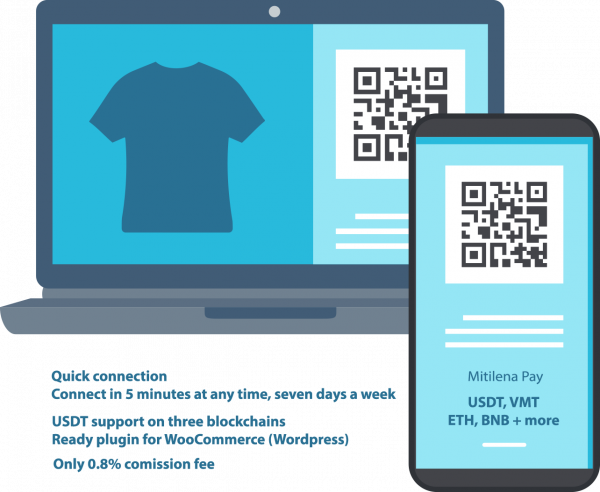 Mitilena Pay
USDT, VMT
ETH, BNB + more
Quick connection
Connect in 5 minutes at any time, seven days a week
USDT support on three blockchains
Ready plugin for WooCommerce (Wordpress)
Only 0.8% comission fee